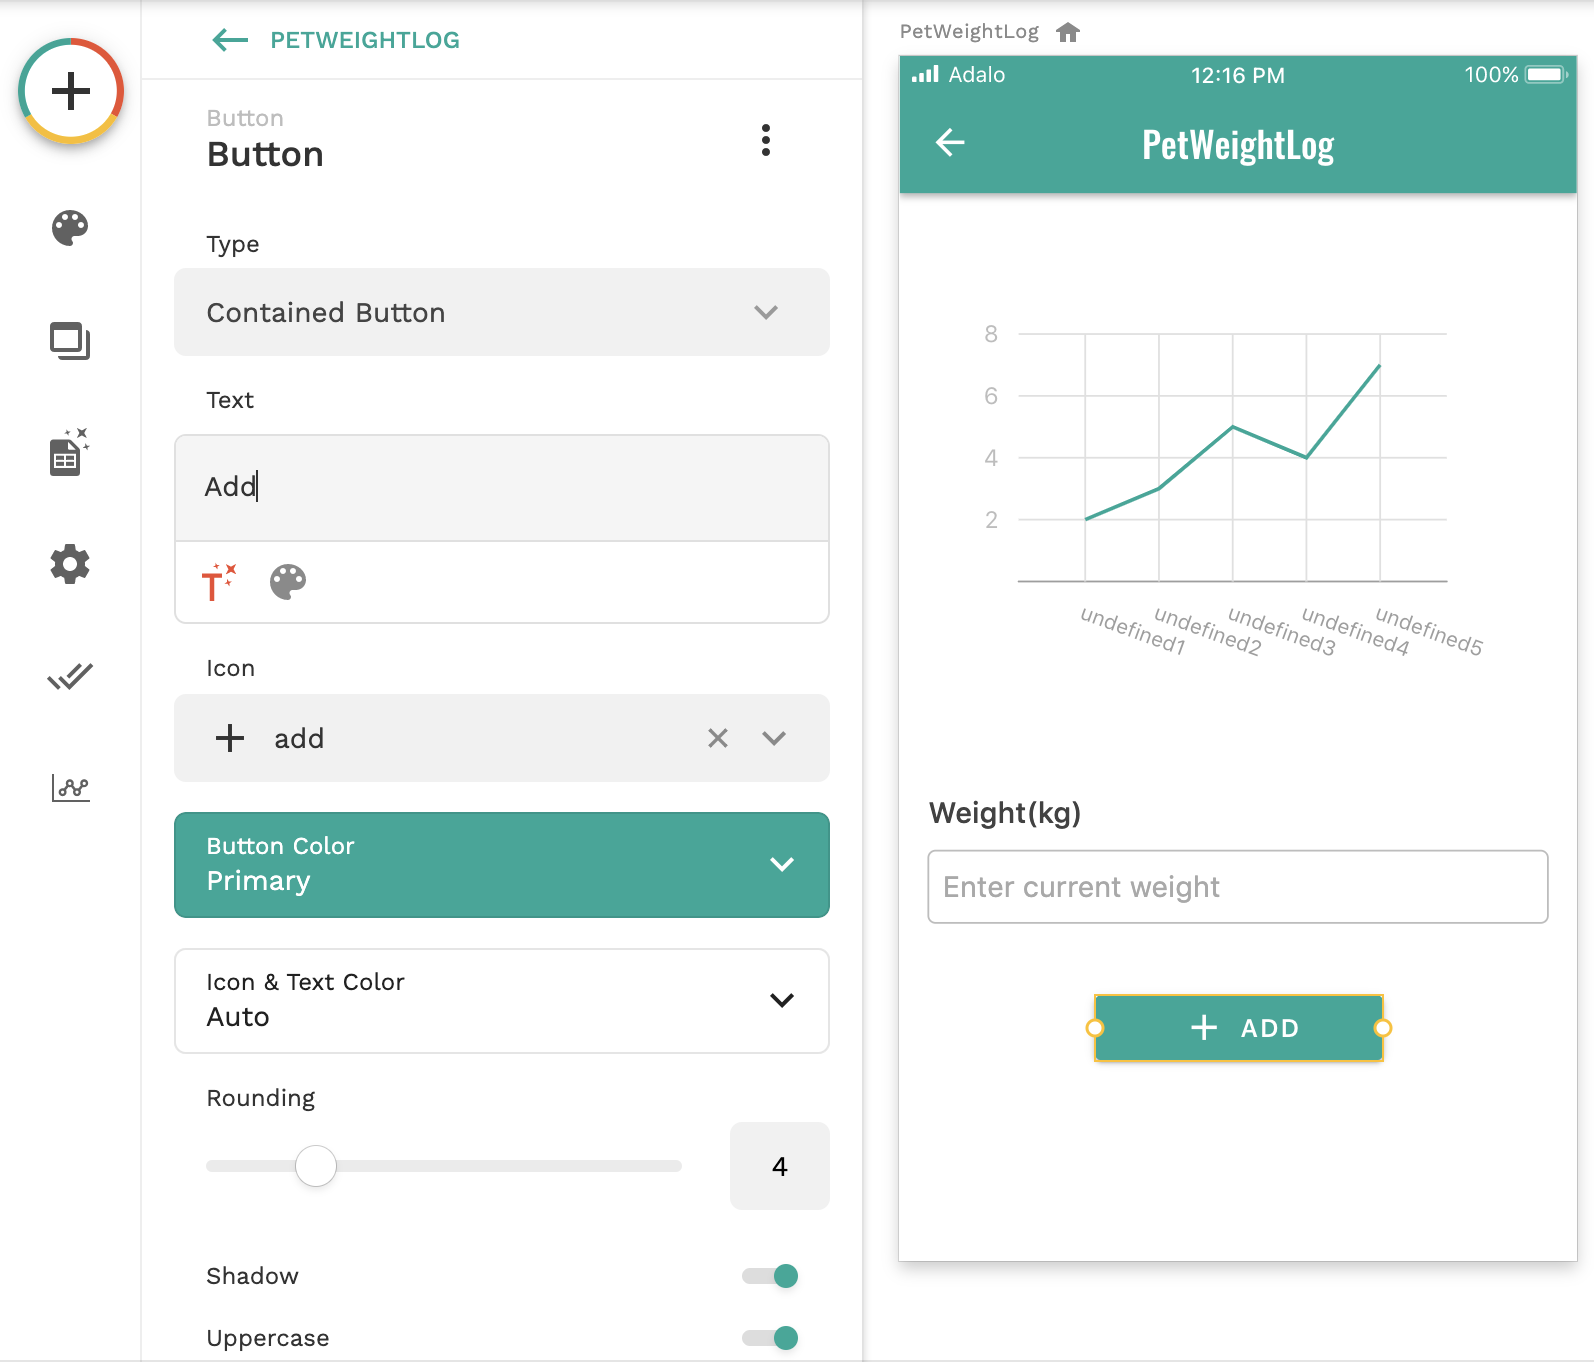 PETWEIGHTLOG
Button
Button
Type
Contained Button
Text
Add
T
Icon
add
Button Color
Primary
Icon & Text Color
Auto
Rounding
4
Shadow
Uppercase
PetWeightLog
Adalo
12:16 PM
100%
PetWeightLog
8
6
4
2
undefined1
undefined2
undefined3
undefined4
undefined5
Weight(kg)
Enter current weight
ADD